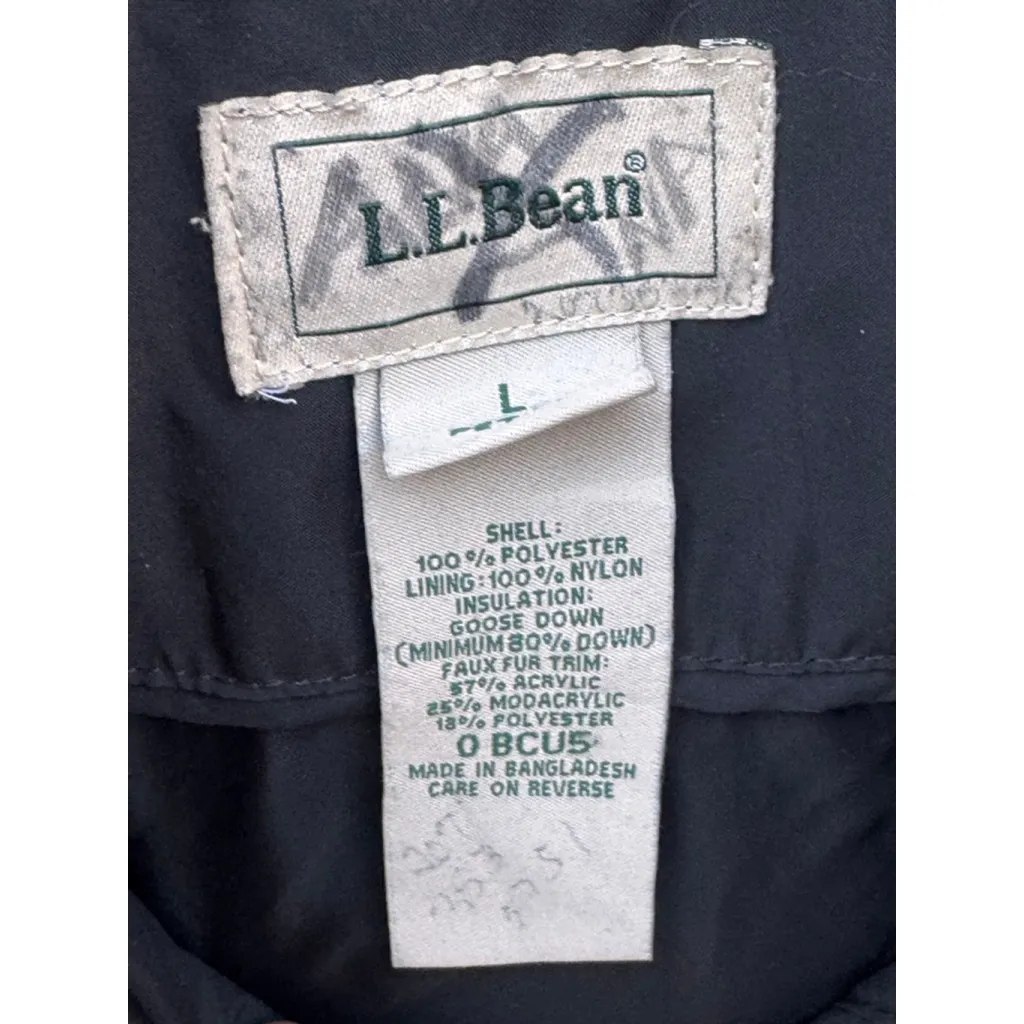 L.L.Bean®
L
SHELL:
100% POLYESTER
LINING: 100% NYLON
INSULATION:
GOOSE DOWN
(MINIMUM 80% DOWN)
FAUX FUR TRIM:
57% ACRYLIC
25% MODACRYLIC
18% POLYESTER
0 BCU5
MADE IN BANGLADESH
CARE ON REVERSE